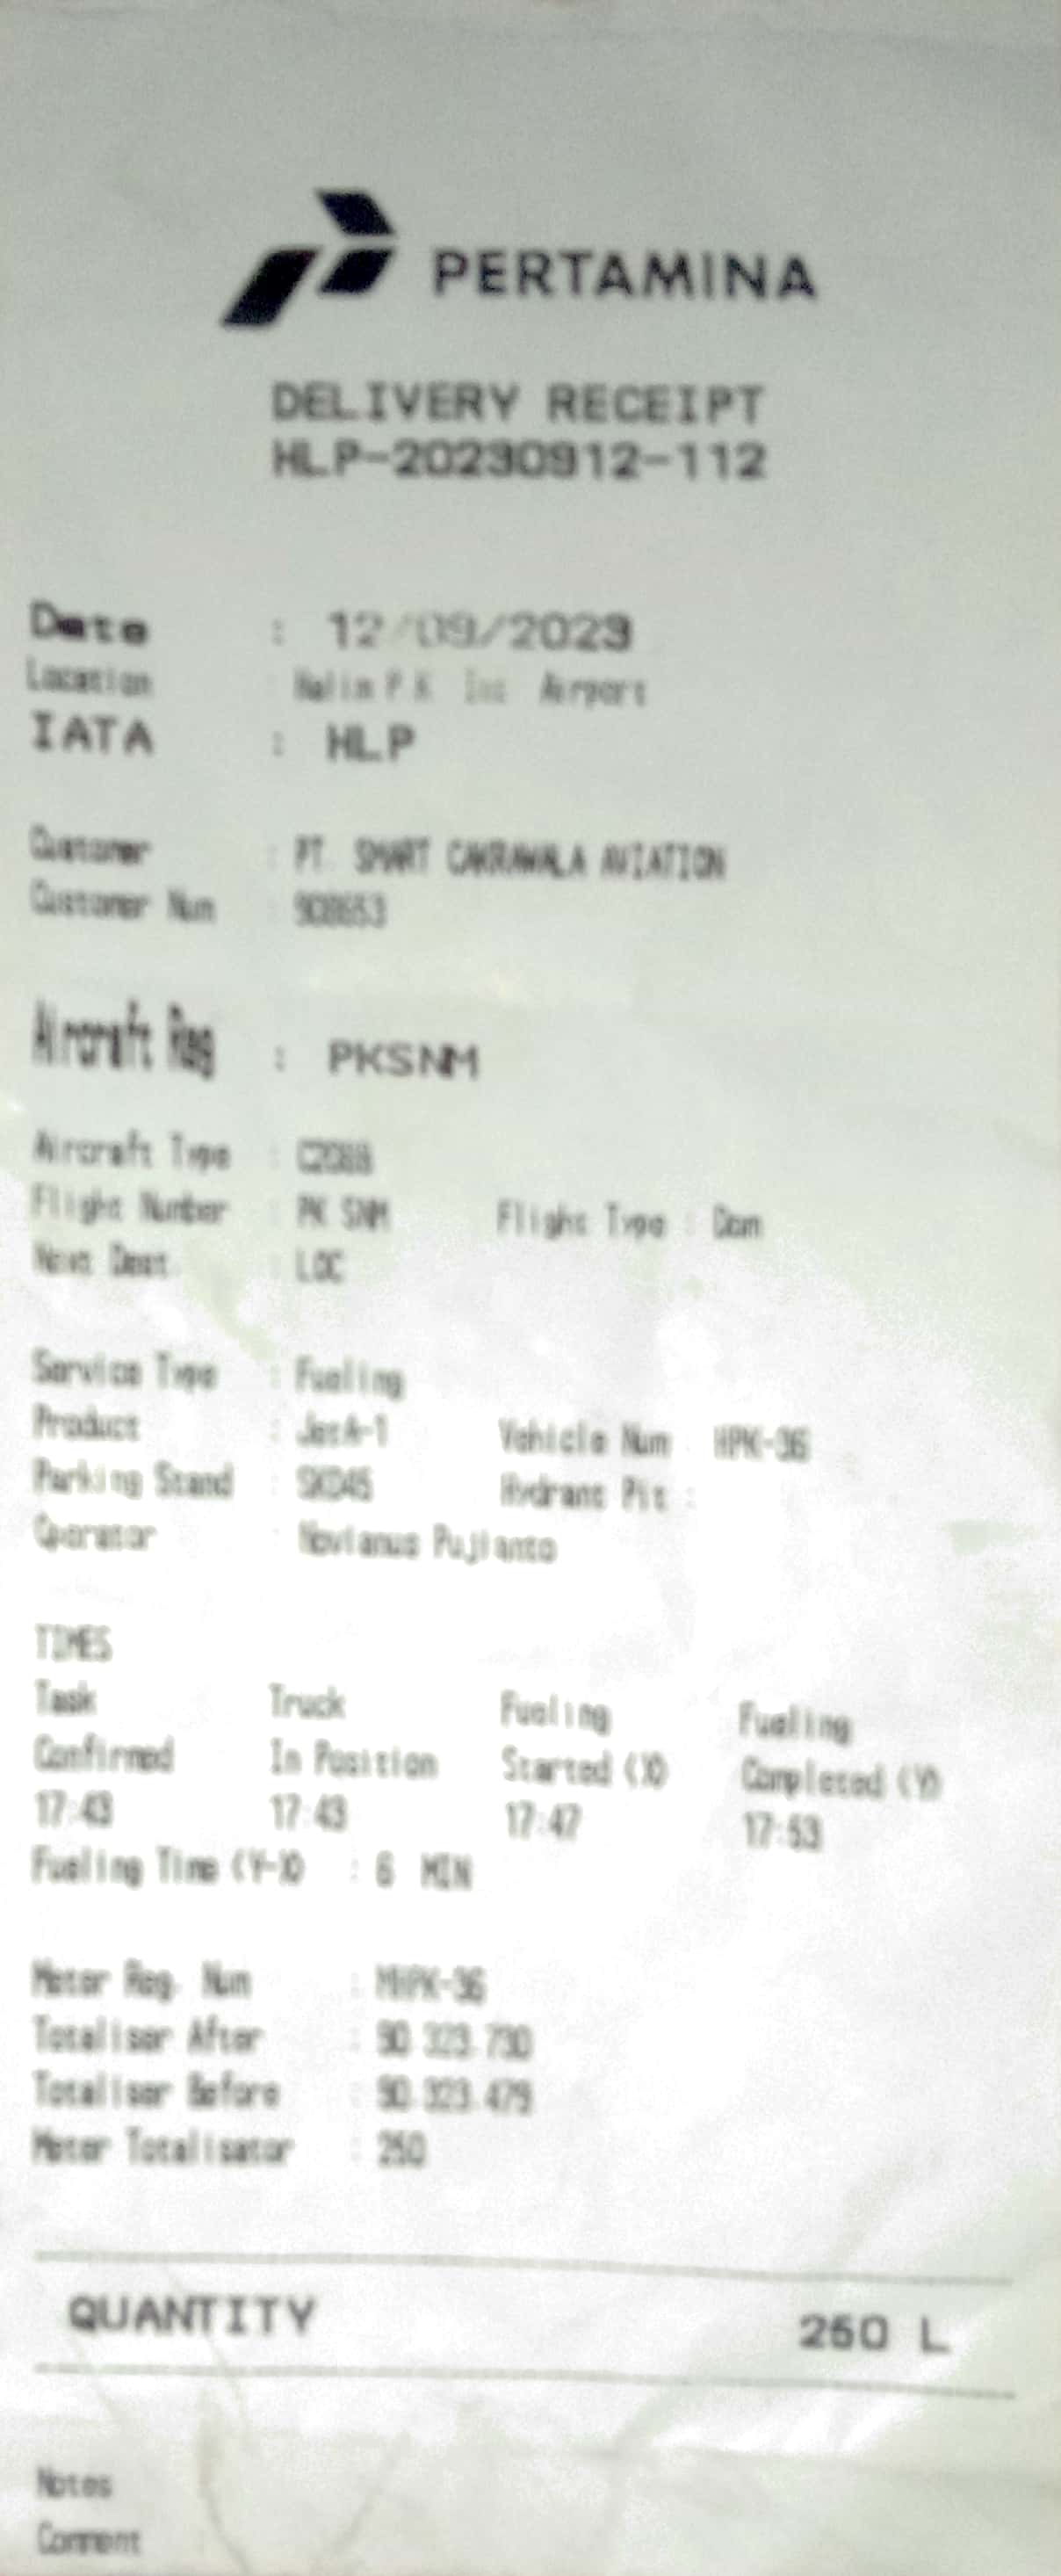 PERTAMINA
DELIVERY RECEIPT
HLP-20230912-112
Date : 12/09/2023
Location : Halim P.K. Int. Airport
IATA : HLP
Customer : PT. SMART CAKRAWALA AVIATION
Customer Num : 908653
Aircraft Reg : PKSNM
Aircraft Type : C208B
Flight Number : PK SNM Flight Type : Dom
Next Dest. : LOC
Service Type : Fueling
Product : JetA-1 Vehicle Num : HPK-36
Parking Stand : Hydrant Pit :
Operator : Novianus Pujianto
TIMES
Task Truck Fueling Fueling
Confirmed In Position Started (X) Completed (Y)
17:43 17:43 17:47 17:53
Fueling Time (Y-X) : 6 MIN
Meter Reg. Num : MHPK-36
Totaliser After : 90.323.730
Totaliser Before : 90.323.479
Meter Totalisator : 250
QUANTITY 250 L
Notes
Comment